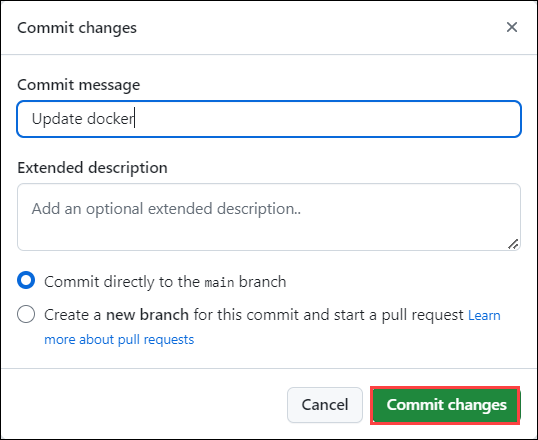 Commit changes
Commit message
Update docker
Extended description
Add an optional extended description..
Commit directly to the main branch
Create a new branch for this commit and start a pull request Learn
more about pull requests
Cancel
Commit changes